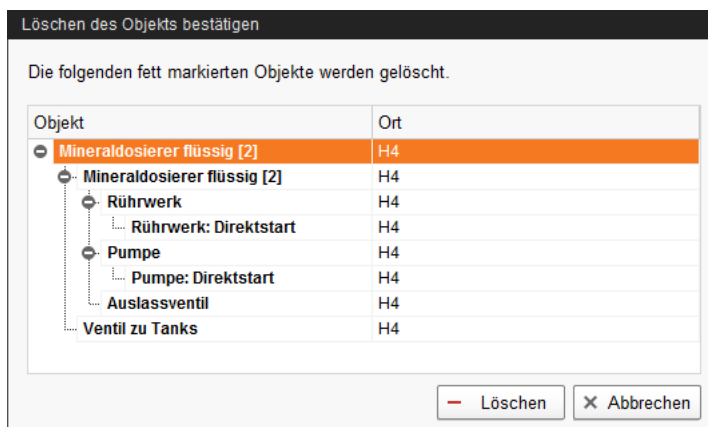 Löschen des Objekts bestätigen
Die folgenden fett markierten Objekte werden gelöscht.
Objekt Ort
Mineraldosierer flüssig [2] H4
Mineraldosierer flüssig [2] H4
Rührwerk H4
Rührwerk: Direktstart H4
Pumpe H4
Pumpe: Direktstart H4
Auslassventil H4
Ventil zu Tanks H4
Löschen Abbrechen